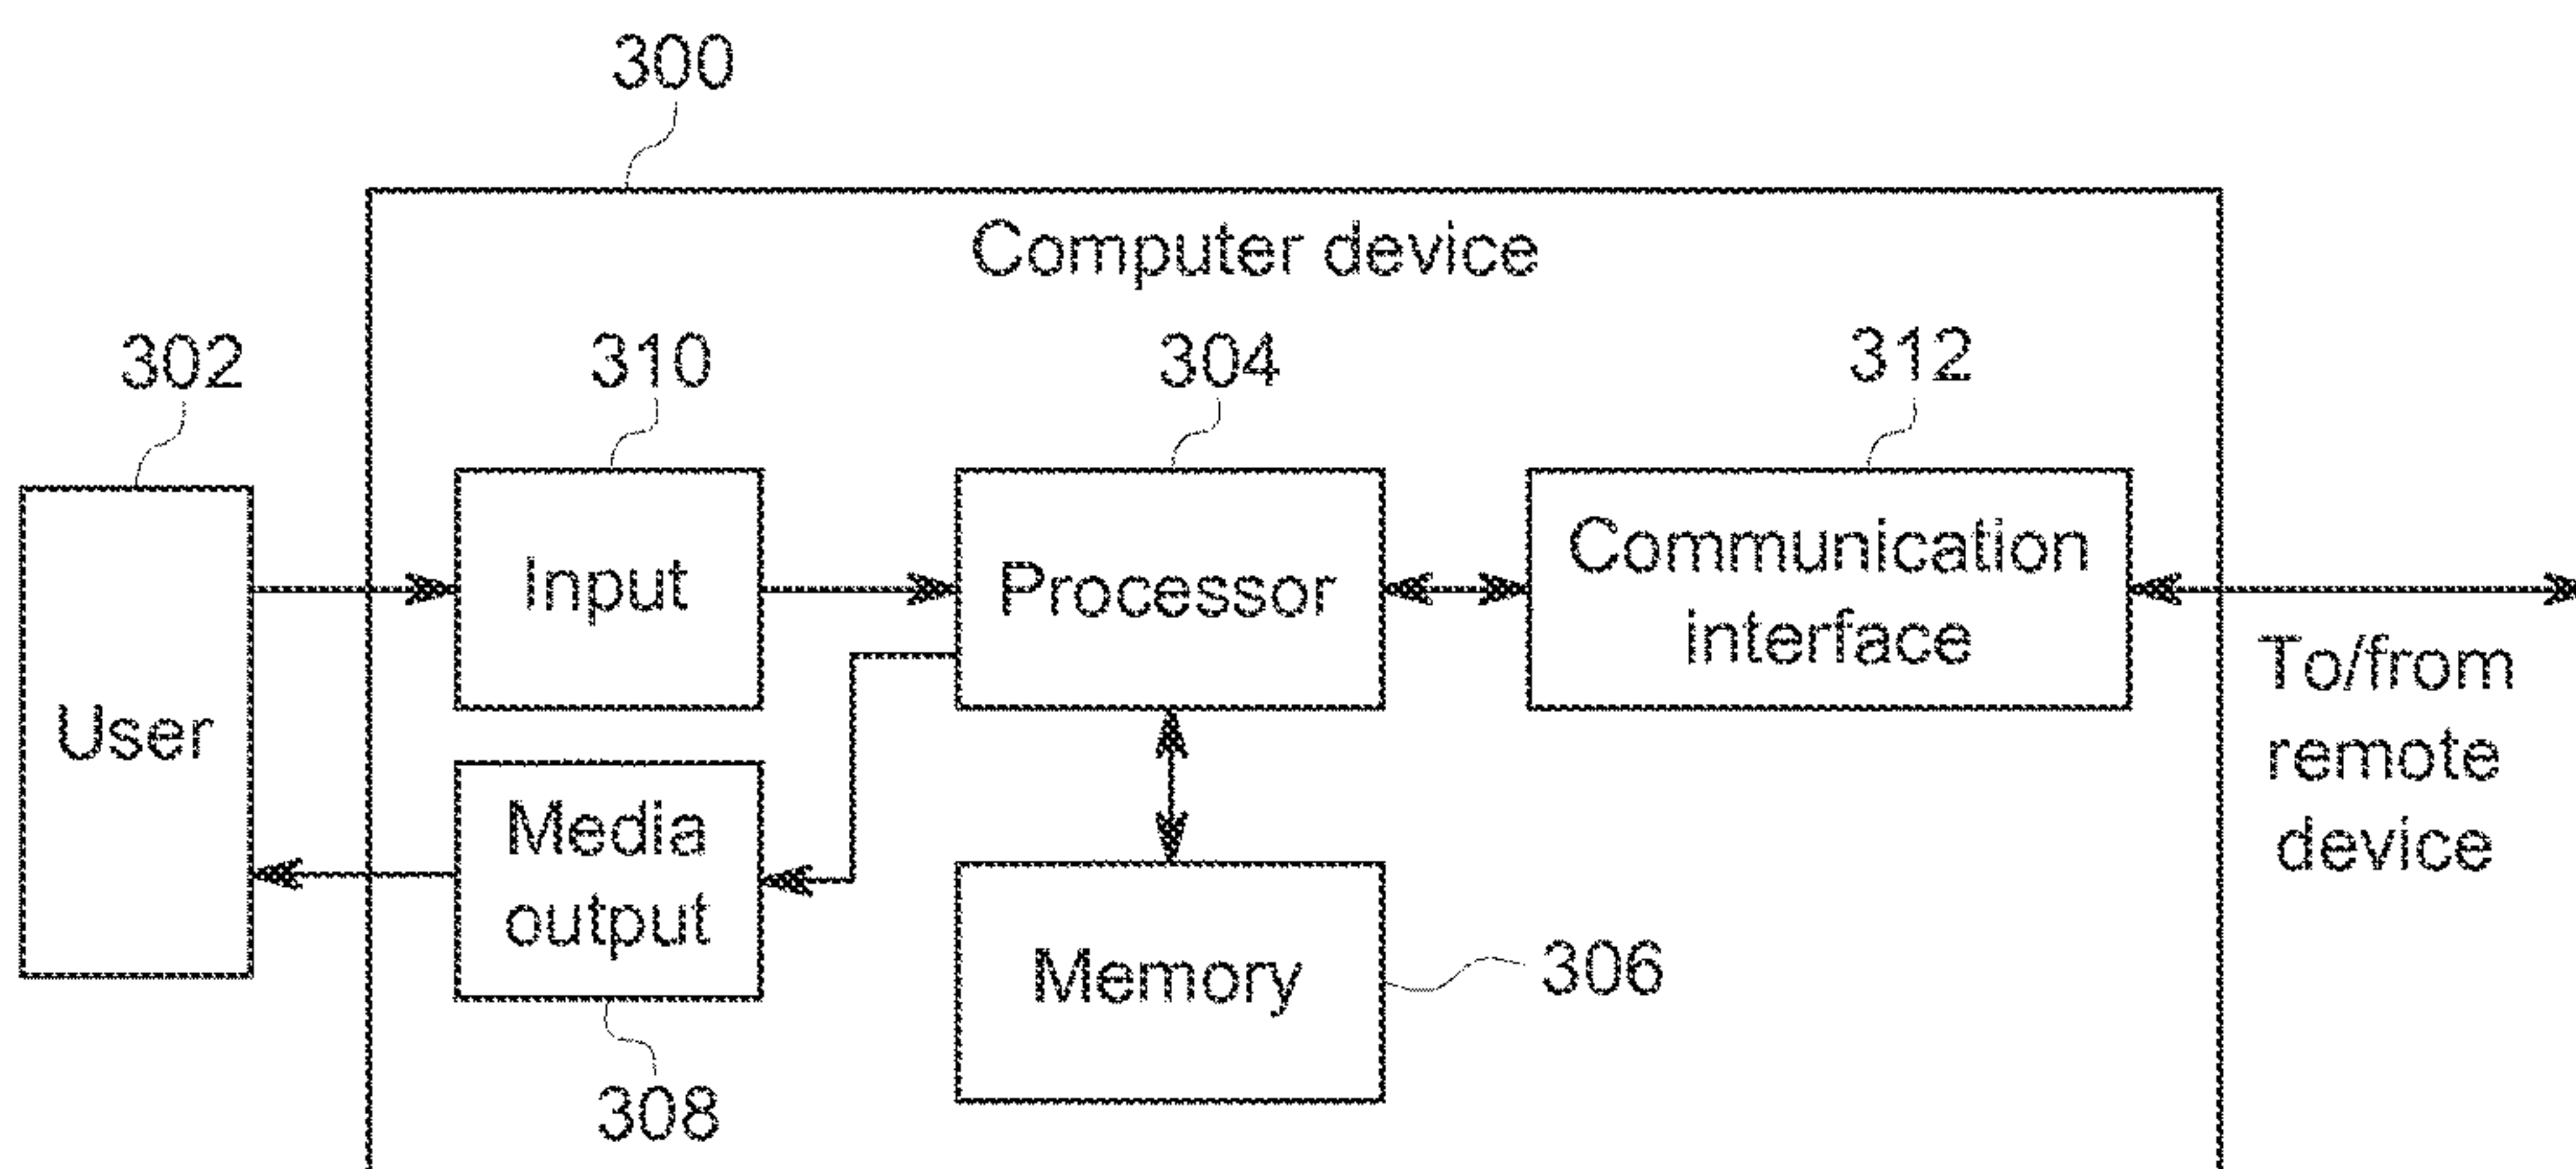 300
Computer device
302
310
304
312
User
Input
Processor
Communication
interface
To/from
remote
device
Media
output
Memory
306
308